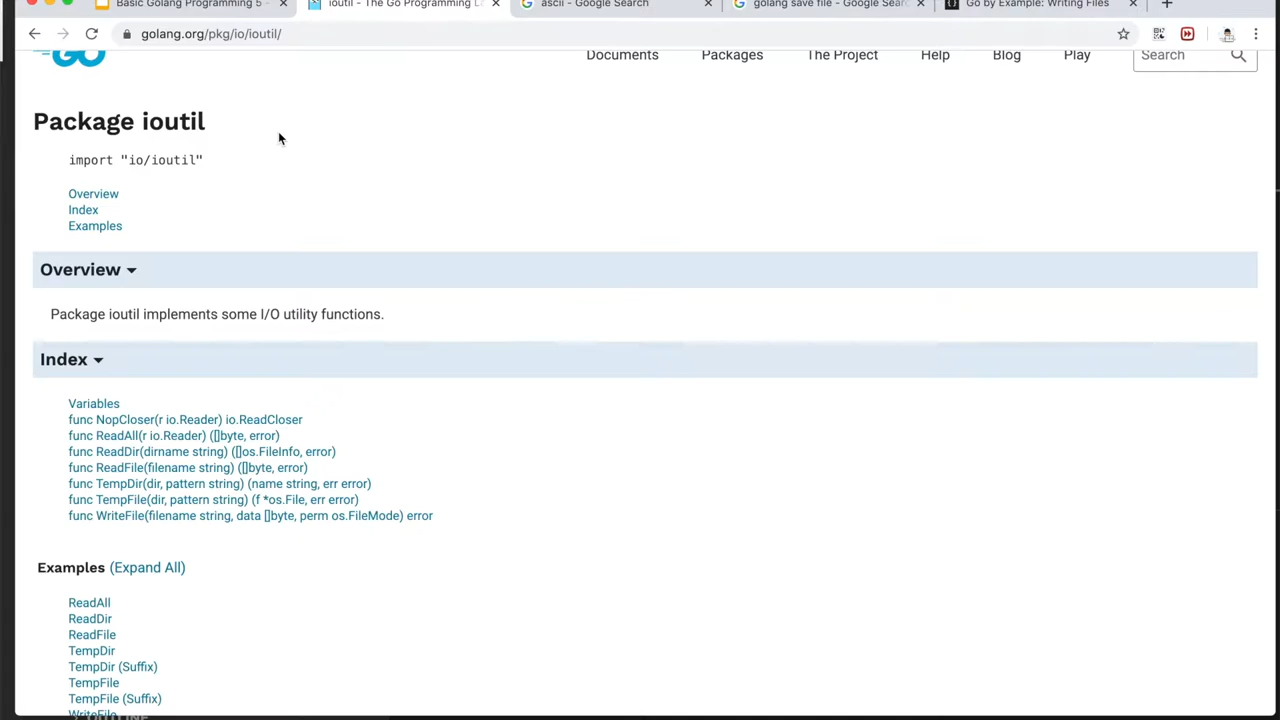 Basic Golang Programming 5 -
ioutil - The Go Programming La
ascii - Google Search
golang save file - Google Searc
Go by Example: Writing Files
golang.org/pkg/io/ioutil/
GO
Documents
Packages
The Project
Help
Blog
Play
Search
Package ioutil
import "io/ioutil"
Overview
Index
Examples
Overview
Package ioutil implements some I/O utility functions.
Index
Variables
func NopCloser(r io.Reader) io.ReadCloser
func ReadAll(r io.Reader) ([]byte, error)
func ReadDir(dirname string) ([]os.FileInfo, error)
func ReadFile(filename string) ([]byte, error)
func TempDir(dir, pattern string) (name string, err error)
func TempFile(dir, pattern string) (f *os.File, err error)
func WriteFile(filename string, data []byte, perm os.FileMode) error
Examples (Expand All)
ReadAll
ReadDir
ReadFile
TempDir
TempDir (Suffix)
TempFile
TempFile (Suffix)
WriteFile
OUTLINE